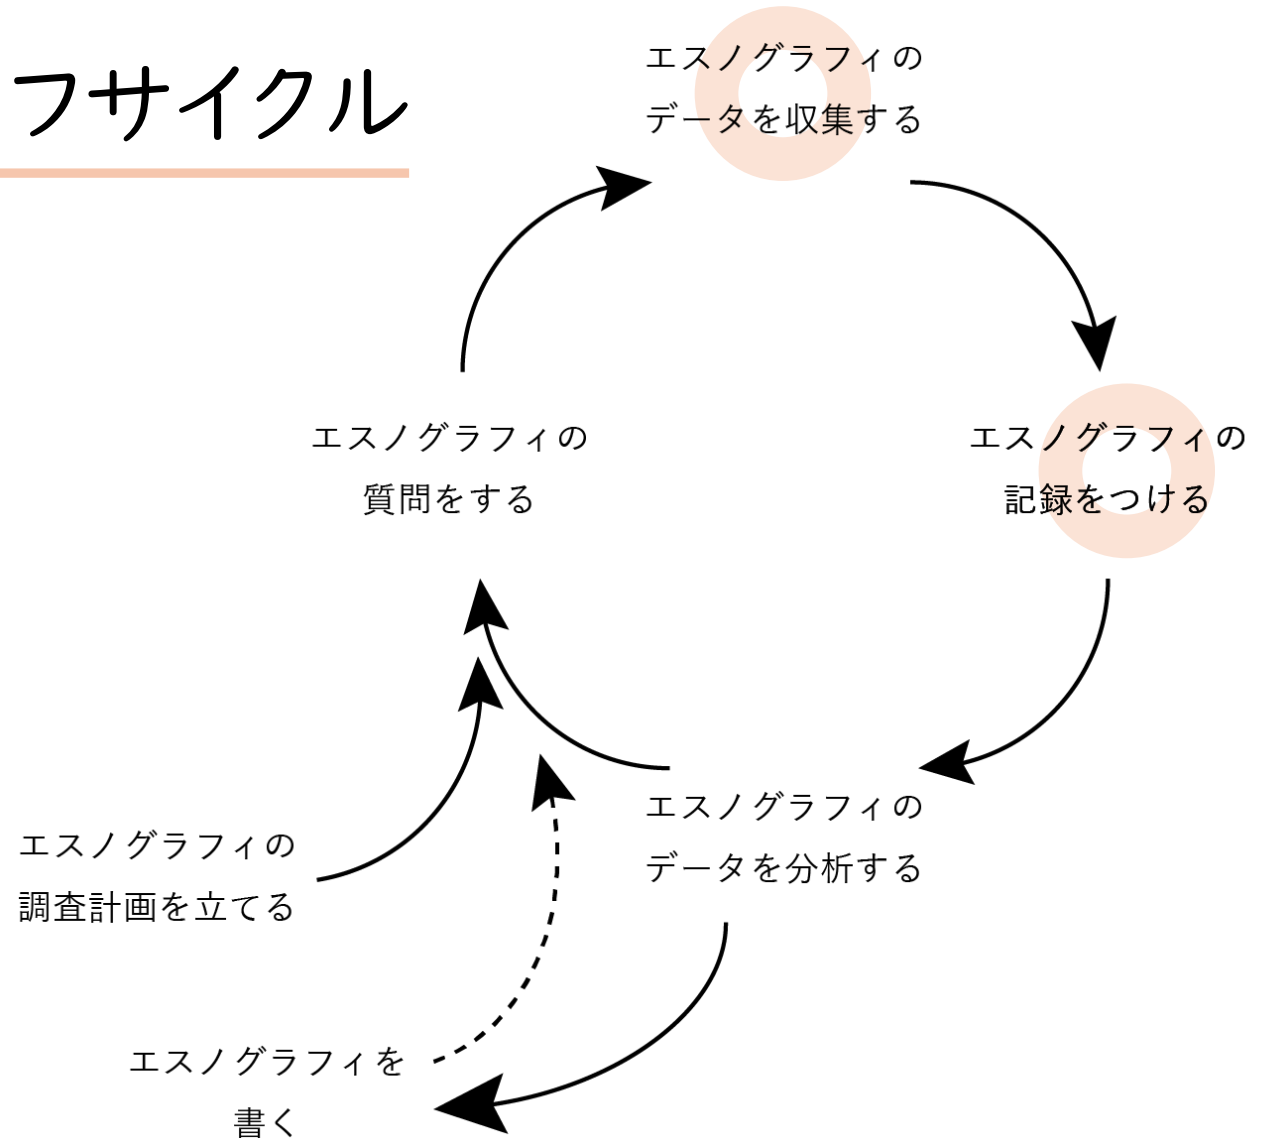 フサイクル
エスノグラフィの
データを収集する
エスノグラフィの
質問をする
エスノグラフィの
記録をつける
エスノグラフィの
データを分析する
エスノグラフィの
調査計画を立てる
エスノグラフィを
書く